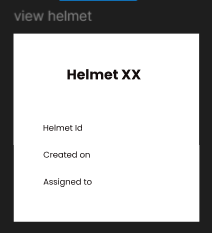 view helmet
Helmet XX
Helmet Id
Created on
Assigned to